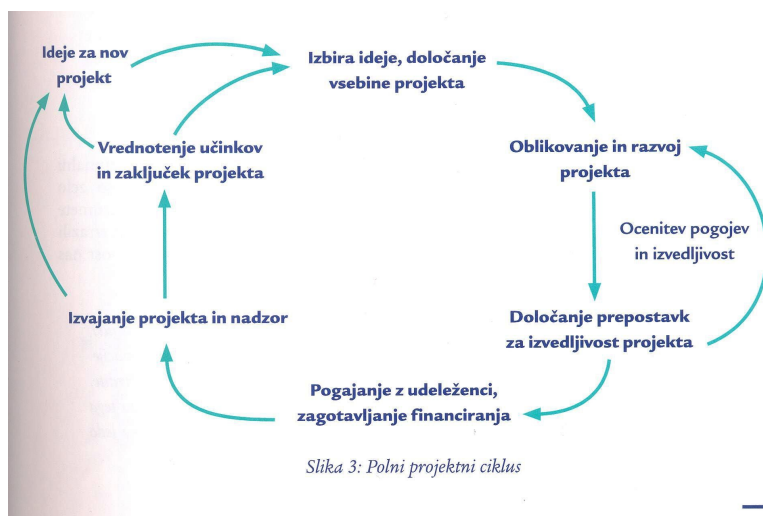 Ideje za nov
projekt
Izbira ideje, določanje
vsebine projekta
Vrednotenje učinkov
in zaključek projekta
Oblikovanje in razvoj
projekta
Ocenitev pogojev
in izvedljivost
Izvajanje projekta in nadzor
Določanje prepostavk
za izvedljivost projekta
Pogajanje z udeleženci,
zagotavljanje financiranja
Slika 3: Polni projektni ciklus